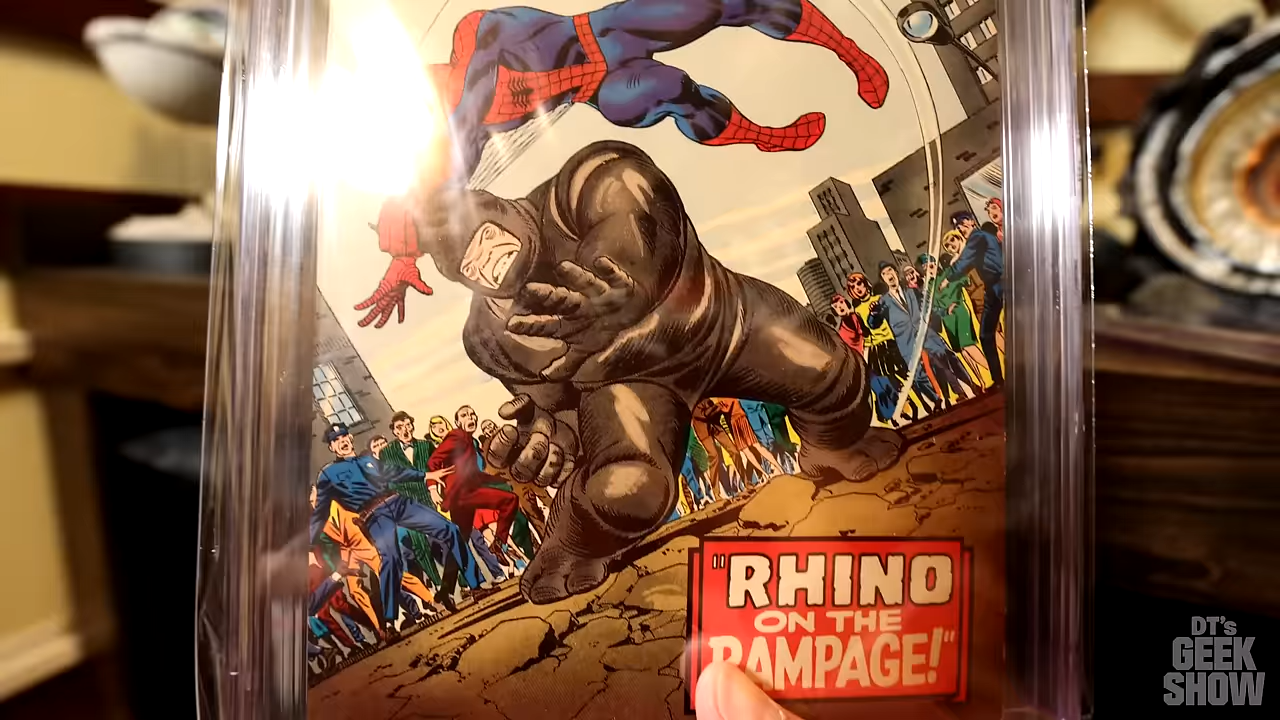 "RHINO
ON THE
RAMPAGE!"
DT's
GEEK
SHOW